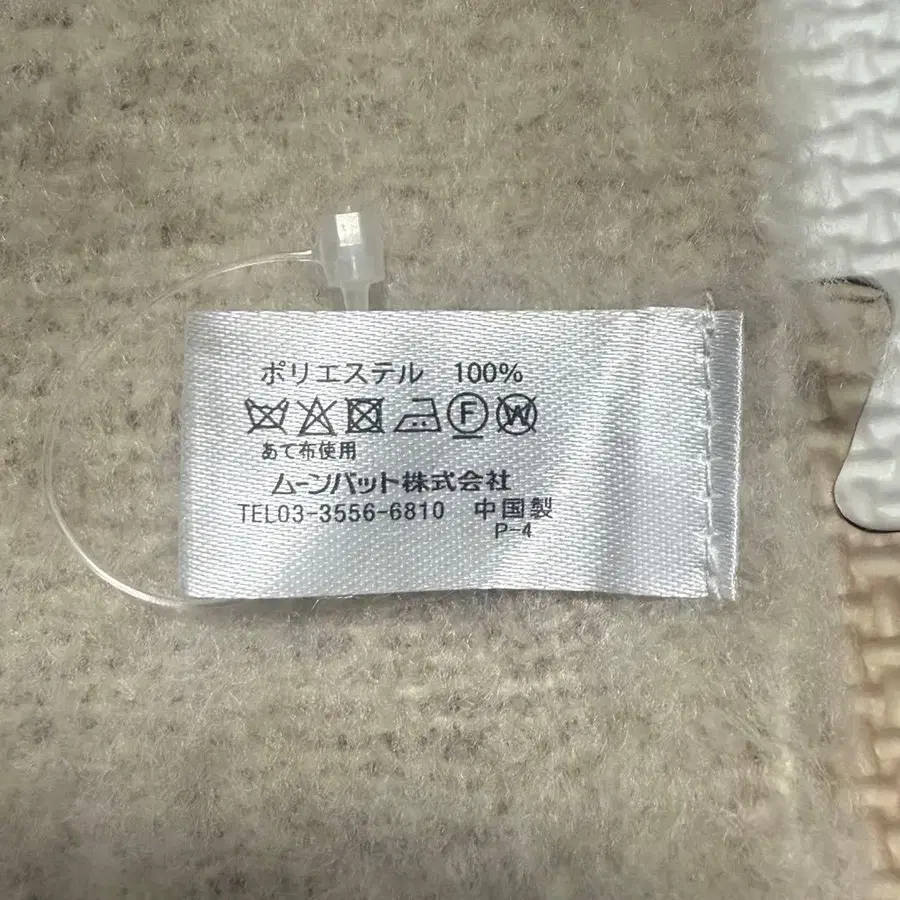 ポリエステル 100%
F W
あて布使用
ムーンバット株式会社
TEL03-3556-6810 中国製
P-4